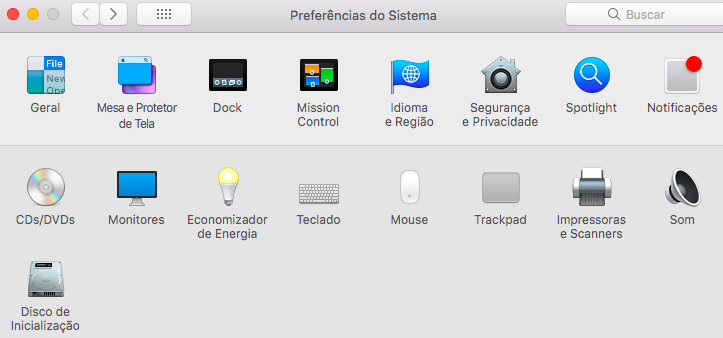 Preferências do Sistema
Buscar
File
New
Ope
Geral
Mesa e Protetor
de Tela
Dock
Mission
Control
Idioma
e Região
Segurança
e Privacidade
Spotlight
Notificações
CDs/DVDs
Monitores
Economizador
de Energia
Teclado
Mouse
Trackpad
Impressoras
e Scanners
Som
Disco de
Inicialização